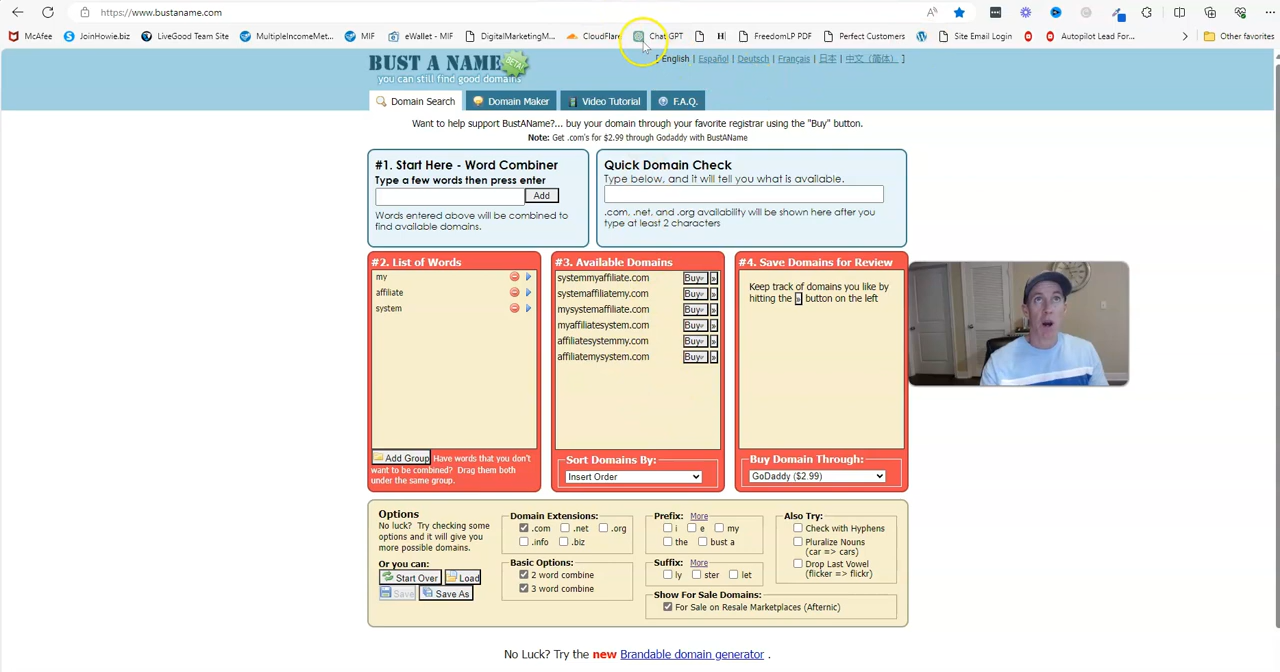 https://www.bustaname.com
McAfee JoinHowie.biz LiveGood Team Site MultipleIncomeMet... MIF eWallet - MIF DigitalMarketingM... CloudFlare ChatGPT H| FreedomLP PDF Perfect Customers Site Email Login Autopilot Lead For... Other favorites
BUST A NAME BETA!
you can still find good domains
[ English | Español | Deutsch | Français | 日本 | 中文（简体） ]
Domain Search Domain Maker Video Tutorial F.A.Q.
Want to help support BustAName?... buy your domain through your favorite registrar using the "Buy" button.
Note: Get .com's for $2.99 through Godaddy with BustAName
#1. Start Here - Word Combiner
Type a few words then press enter
Add
Words entered above will be combined to
find available domains.
Quick Domain Check
Type below, and it will tell you what is available.
.com, .net, and .org availability will be shown here after you
type at least 2 characters
#2. List of Words
my
affiliate
system
Add Group Have words that you don't
want to be combined? Drag them both
under the same group.
#3. Available Domains
systemmyaffiliate.com Buy »
systemaffiliatemy.com Buy »
mysystemaffiliate.com Buy »
myaffiliatesystem.com Buy »
affiliatesystemmy.com Buy »
affiliatemysystem.com Buy »
Sort Domains By:
Insert Order
#4. Save Domains for Review
Keep track of domains you like by
hitting the » button on the left
Buy Domain Through:
GoDaddy ($2.99)
Options
No luck? Try checking some
options and it will give you
more possible domains.
Or you can:
Start Over Load
Save Save As
Domain Extensions:
.com .net .org
.info .biz
Basic Options:
2 word combine
3 word combine
Prefix: More
i e my
the bust a
Suffix: More
ly ster let
Also Try:
Check with Hyphens
Pluralize Nouns
(car => cars)
Drop Last Vowel
(flicker => flickr)
Show For Sale Domains:
For Sale on Resale Marketplaces (Afternic)
No Luck? Try the new Brandable domain generator .